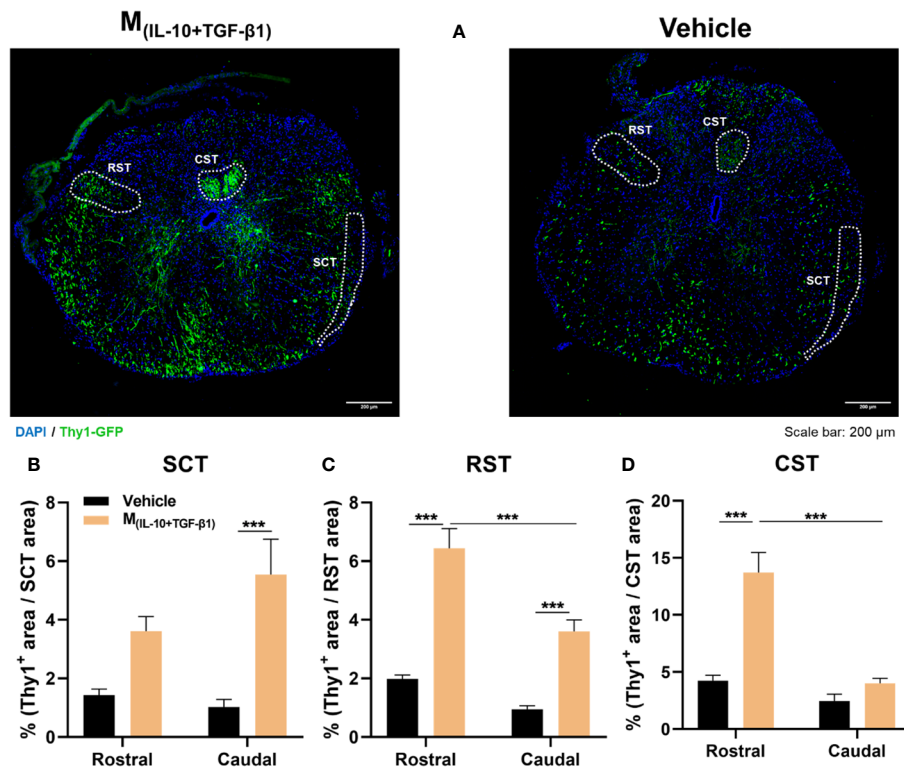 M(IL-10+TGF-β1)
A
Vehicle
RST
CST
SCT
200 μm
RST
CST
SCT
200 μm
DAPI / Thy1-GFP
Scale bar: 200 μm
B
SCT
% (Thy1+ area / SCT area)
8
6
4
2
0
Vehicle
M(IL-10+TGF-β1)
***
Rostral
Caudal
C
RST
% (Thy1+ area / RST area)
8
6
4
2
0
***
***
***
Rostral
Caudal
D
CST
% (Thy1+ area / CST area)
20
15
10
5
0
***
***
Rostral
Caudal